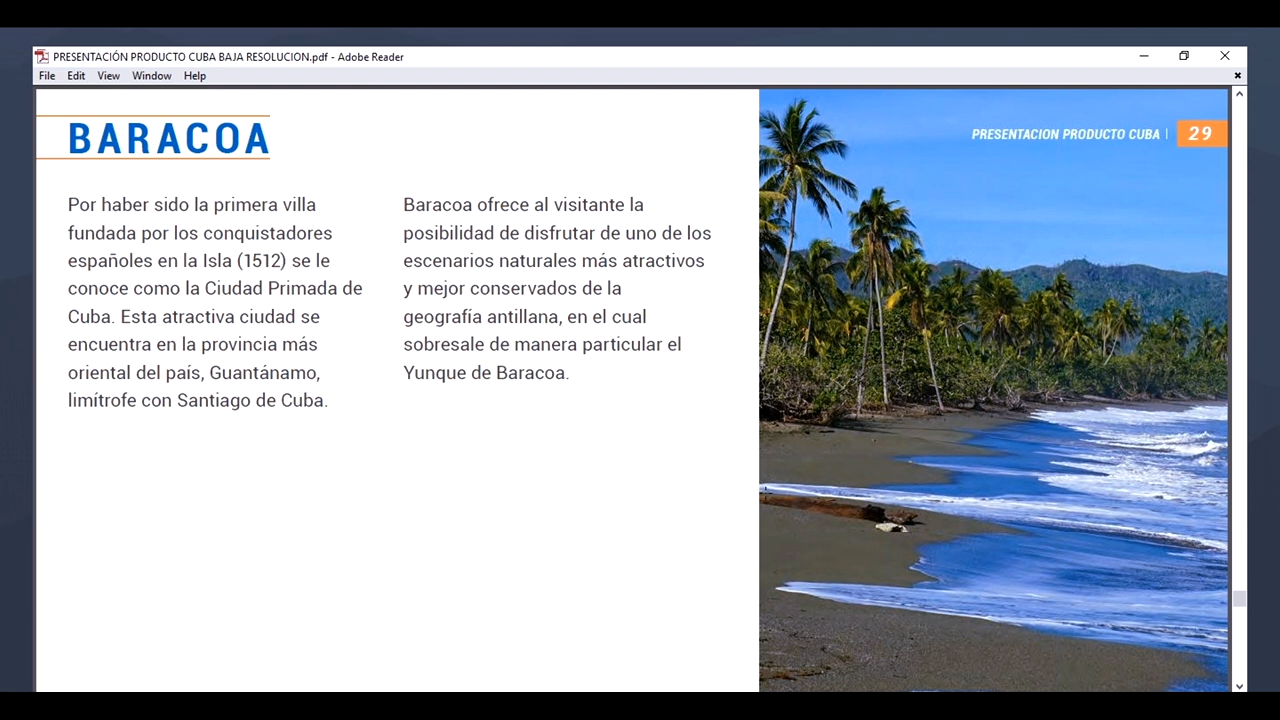 PRESENTACIÓN PRODUCTO CUBA BAJA RESOLUCION.pdf - Adobe Reader
File Edit View Window Help
BARACOA
PRESENTACION PRODUCTO CUBA | 29
Por haber sido la primera villa
fundada por los conquistadores
españoles en la Isla (1512) se le
conoce como la Ciudad Primada de
Cuba. Esta atractiva ciudad se
encuentra en la provincia más
oriental del país, Guantánamo,
limítrofe con Santiago de Cuba.
Baracoa ofrece al visitante la
posibilidad de disfrutar de uno de los
escenarios naturales más atractivos
y mejor conservados de la
geografía antillana, en el cual
sobresale de manera particular el
Yunque de Baracoa.